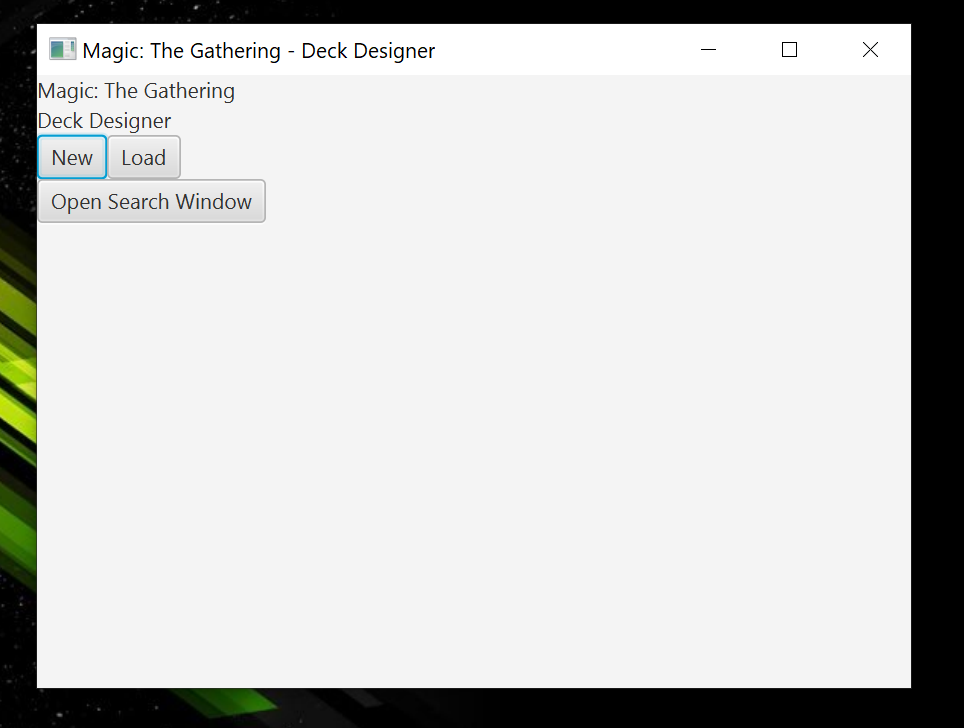 Magic: The Gathering - Deck Designer
Magic: The Gathering
Deck Designer
New Load
Open Search Window